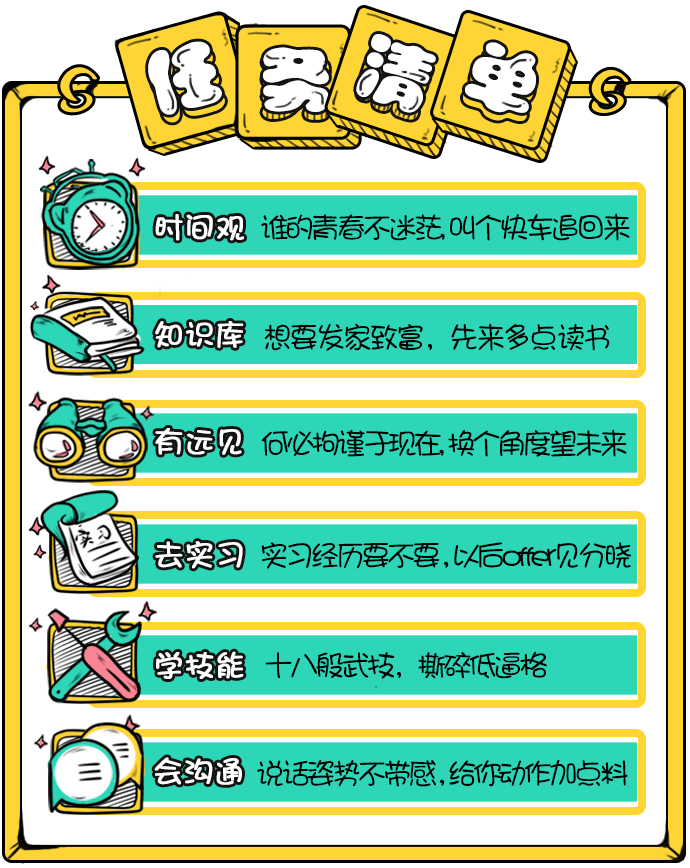 任务清单
时间观 谁的青春不迷茫,叫个快车追回来
知识库 想要发家致富，先来多点读书
有远见 何必拘谨于现在,换个角度望未来
实习
去实习 实习经历要不要,以后offer见分晓
学技能 十八般武技，撕碎低逼格
会沟通 说话姿势不带感,给你动作加点料